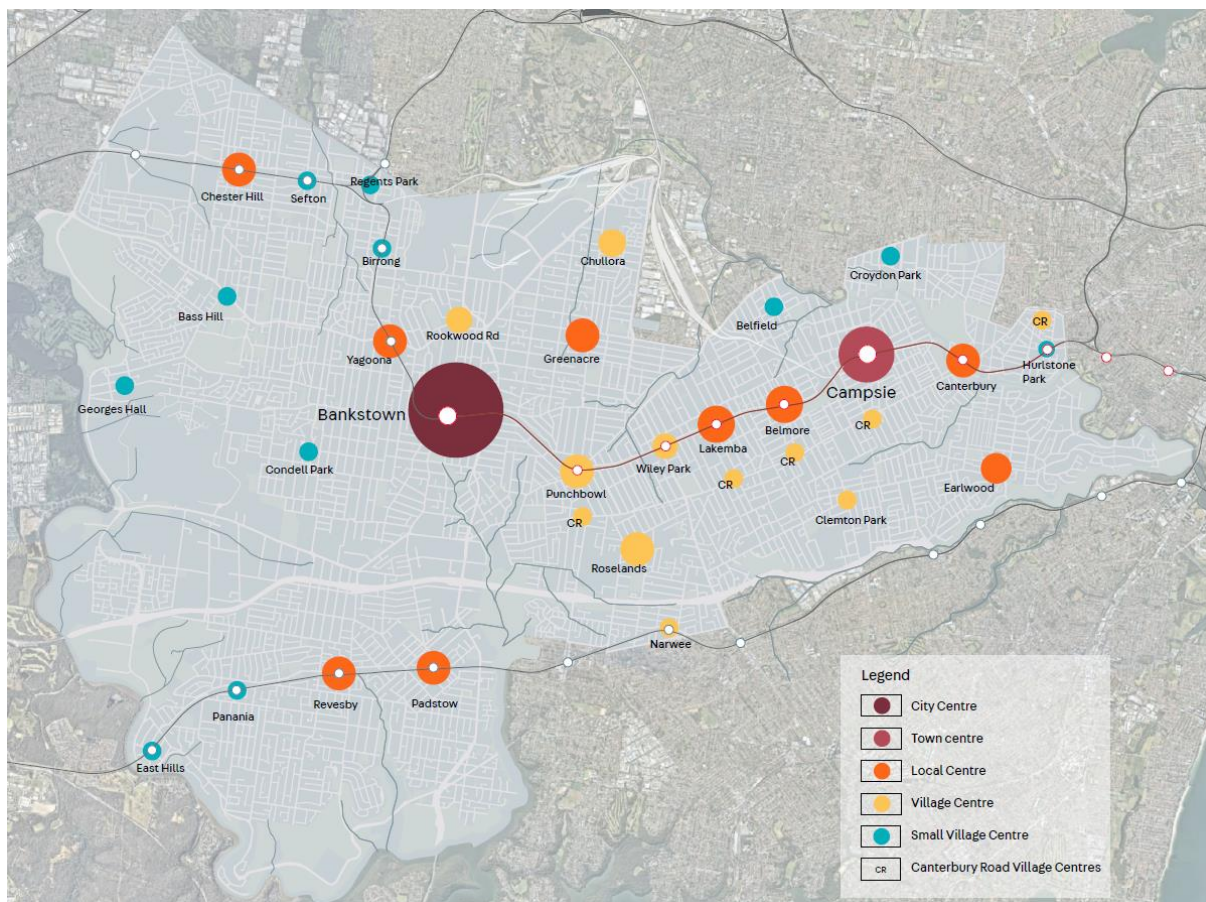 Chester Hill
Sefton
Regents Park
Birrong
Chullora
Croydon Park
Bass Hill
Rookwood Rd
Belfield
CR
Yagoona
Greenacre
Hurlstone
Park
Georges Hall
Bankstown
Campsie
Canterbury
Condell Park
Lakemba
Belmore
CR
Wiley Park
CR
Punchbowl
CR
Earlwood
CR
Clemton Park
Roselands
Narwee
Panania
Revesby
Padstow
East Hills
Legend
City Centre
Town centre
Local Centre
Village Centre
Small Village Centre
CR Canterbury Road Village Centres